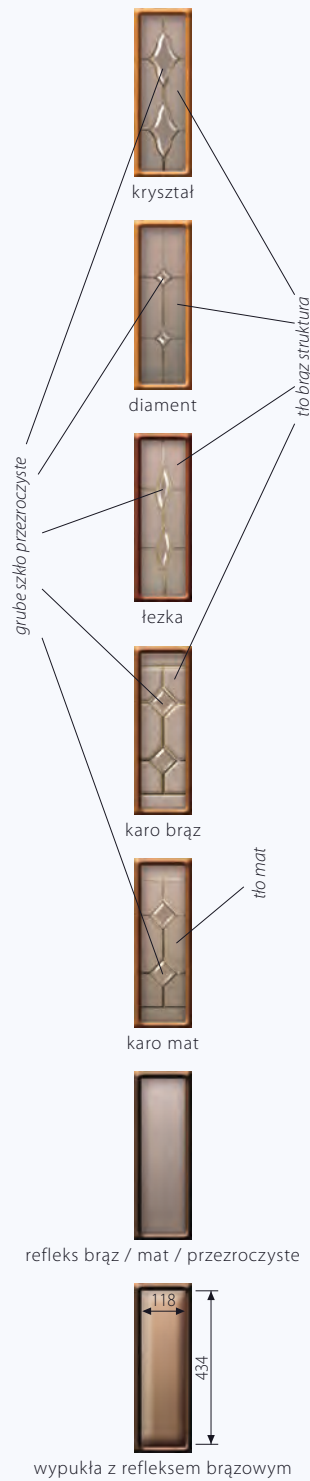 kryształ
tło brąz struktura
diament
grube szkło przezroczyste
łezka
karo brąz
tło mat
karo mat
refleks brąz / mat / przezroczyste
118
434
wypukła z refleksem brązowym